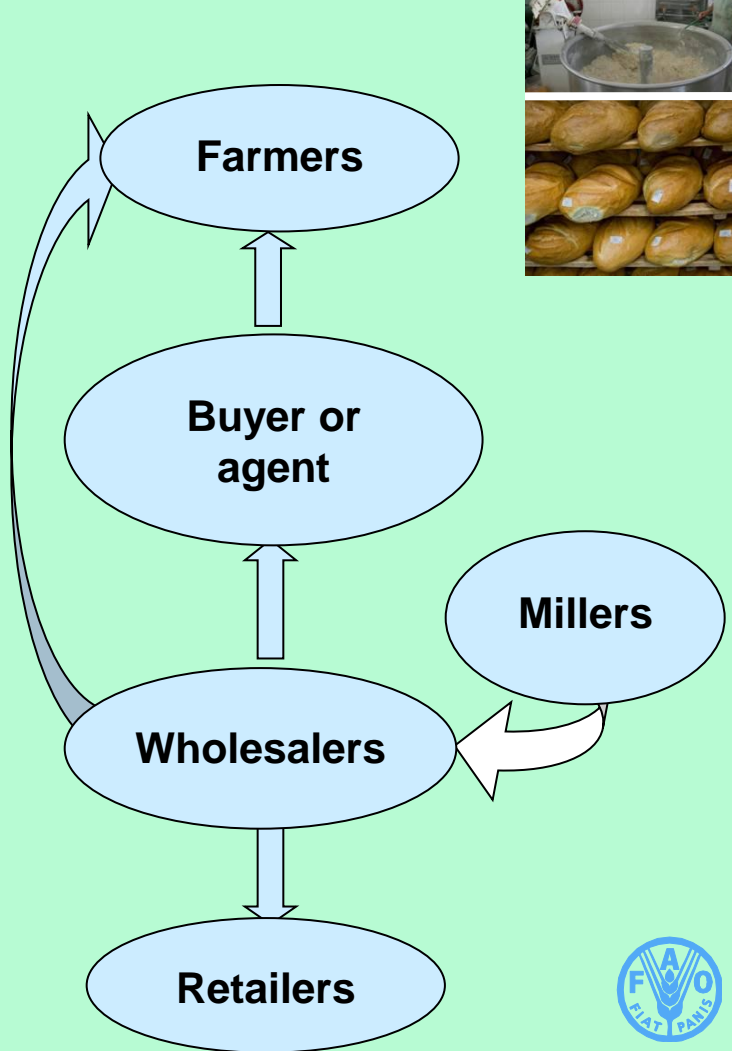 Farmers
Buyer or
agent
Millers
Wholesalers
Retailers
F A O
FIAT PANIS